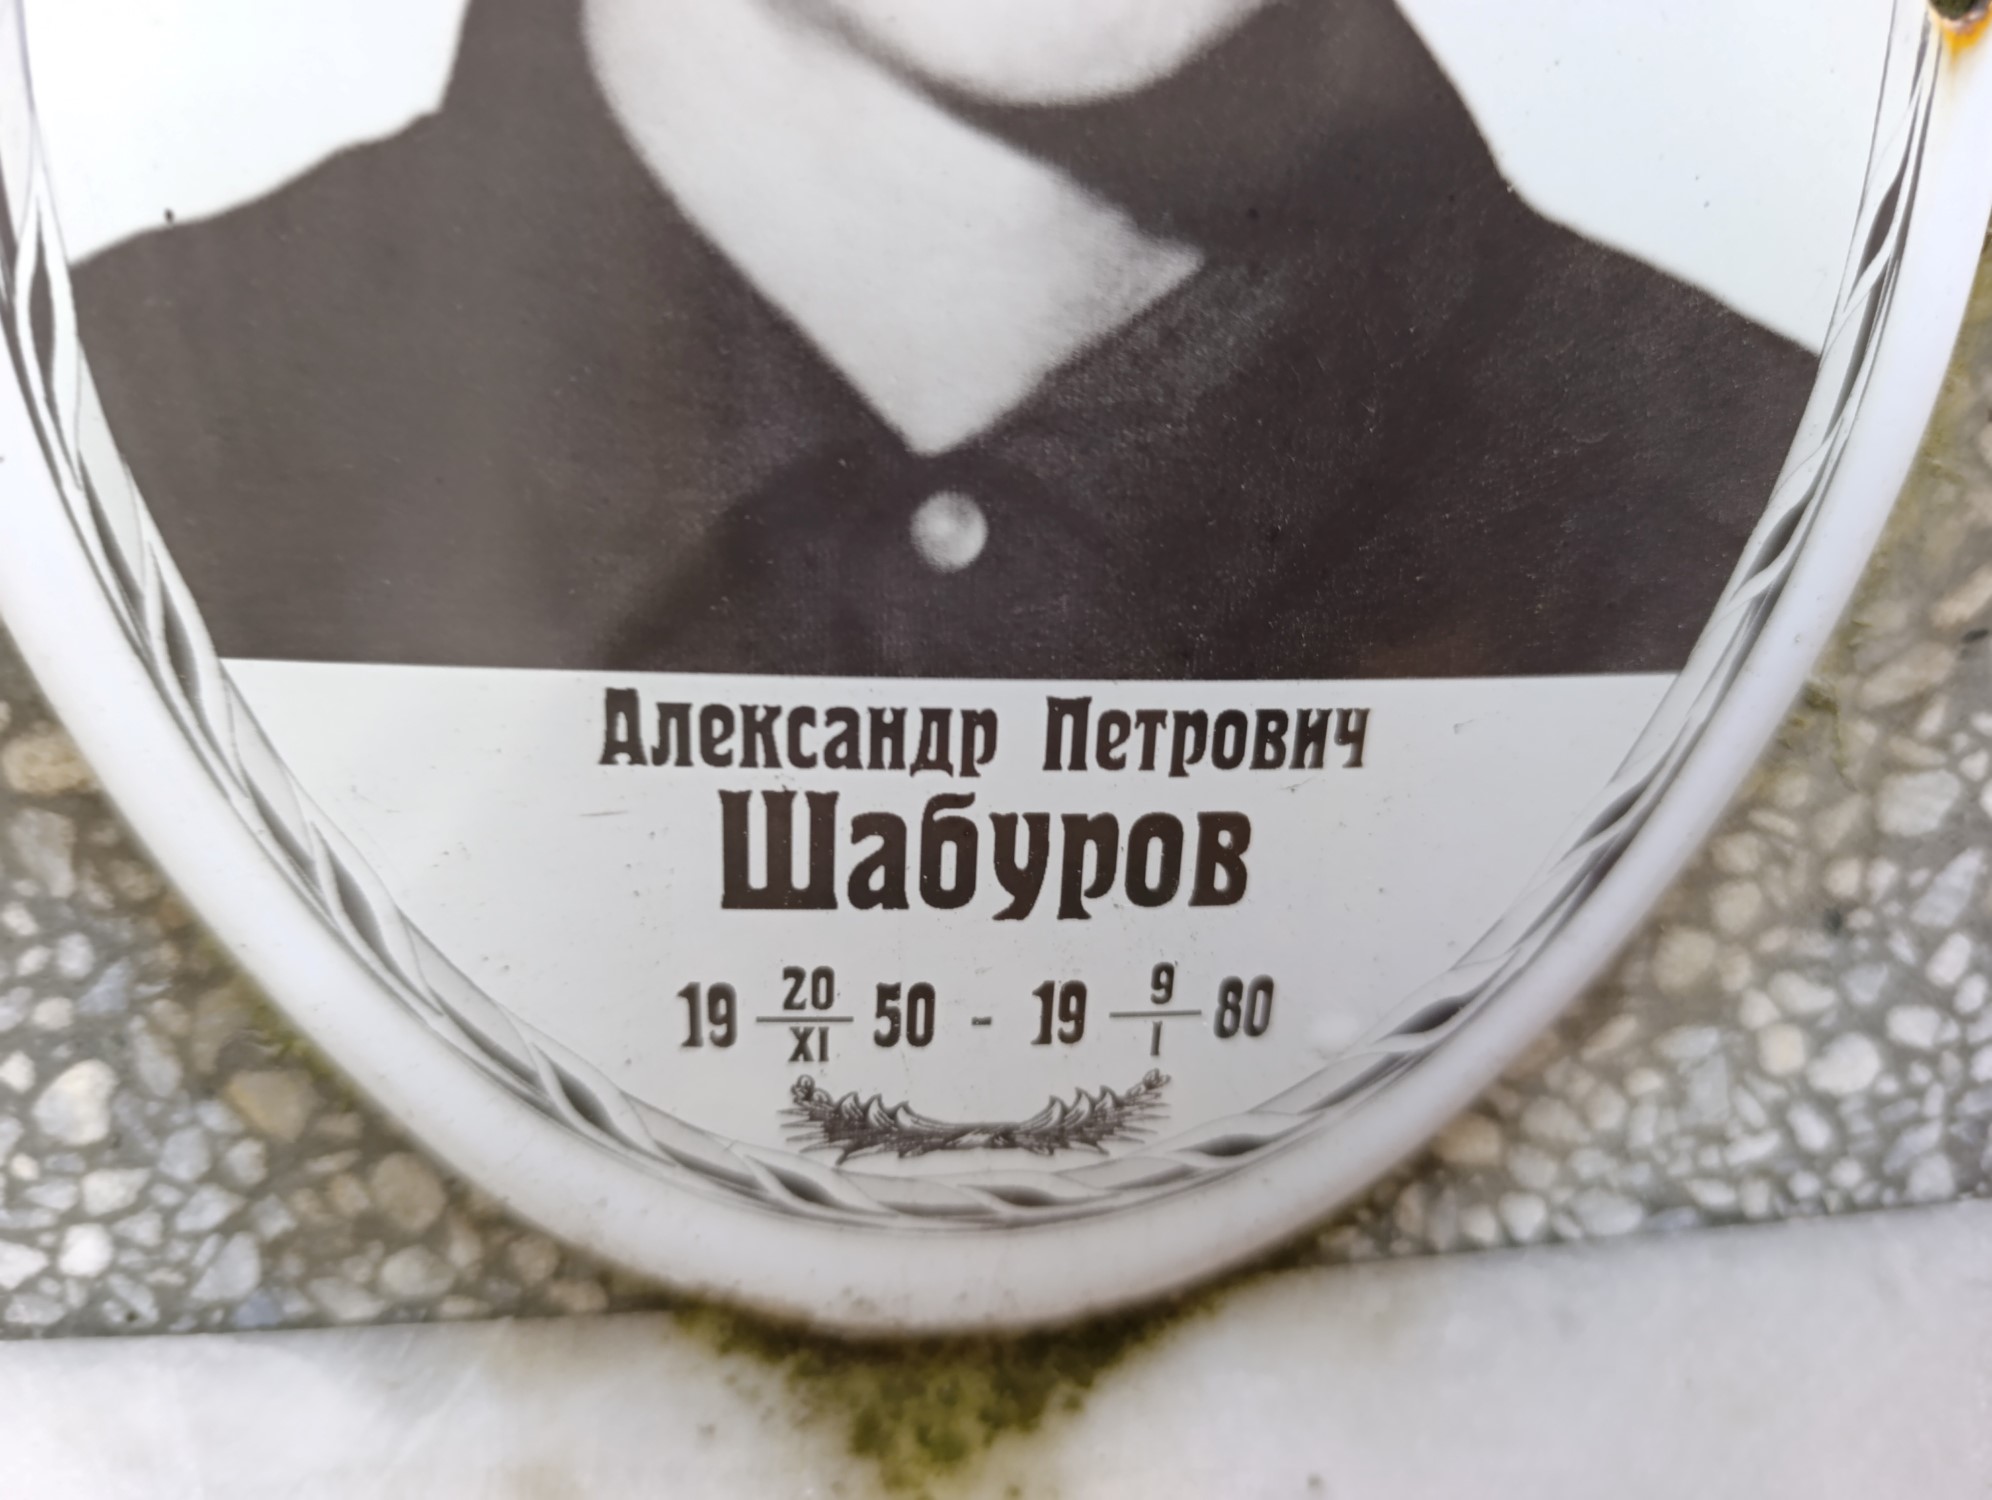 Александр Петрович
Шабуров
19 20/XI 50 - 19 9/I 80